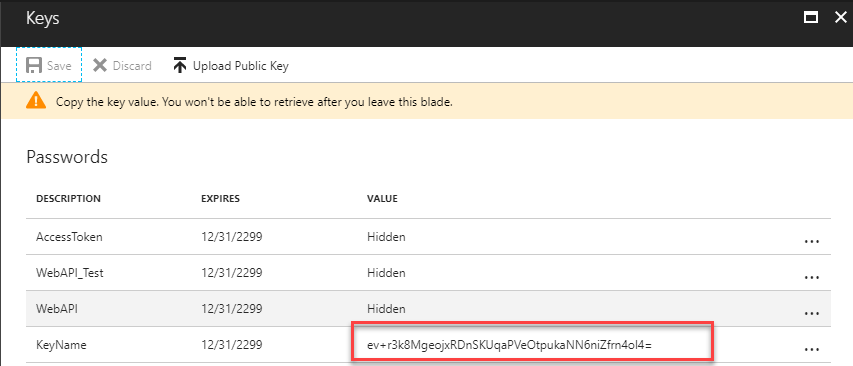 Keys
Save Discard Upload Public Key
Copy the key value. You won't be able to retrieve after you leave this blade.
Passwords
DESCRIPTION EXPIRES VALUE
AccessToken 12/31/2299 Hidden ...
WebAPI_Test 12/31/2299 Hidden ...
WebAPI 12/31/2299 Hidden ...
KeyName 12/31/2299 ev+r3k8MgeojxRDnSKUqaPVeOtpukaNN6niZfrn4ol4= ...